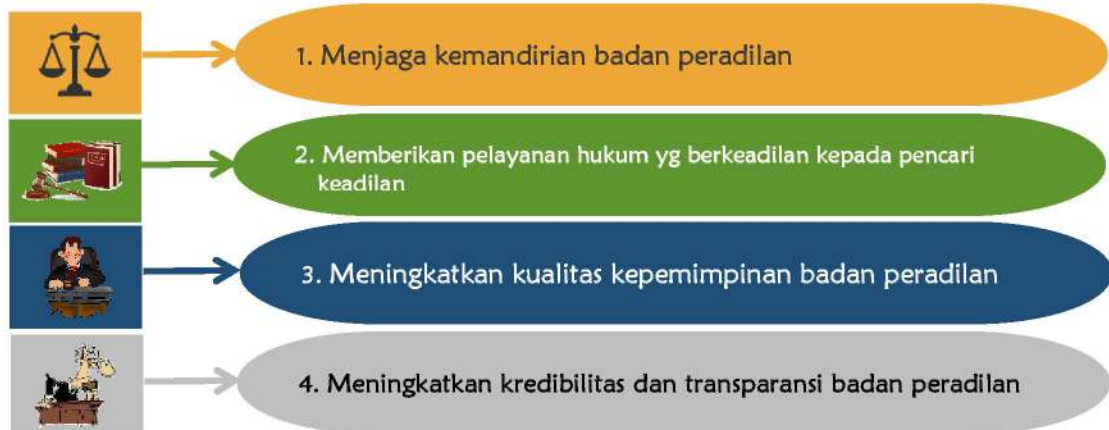 1. Menjaga kemandirian badan peradilan
2. Memberikan pelayanan hukum yg berkeadilan kepada pencari
keadilan
3. Meningkatkan kualitas kepemimpinan badan peradilan
4. Meningkatkan kredibilitas dan transparansi badan peradilan